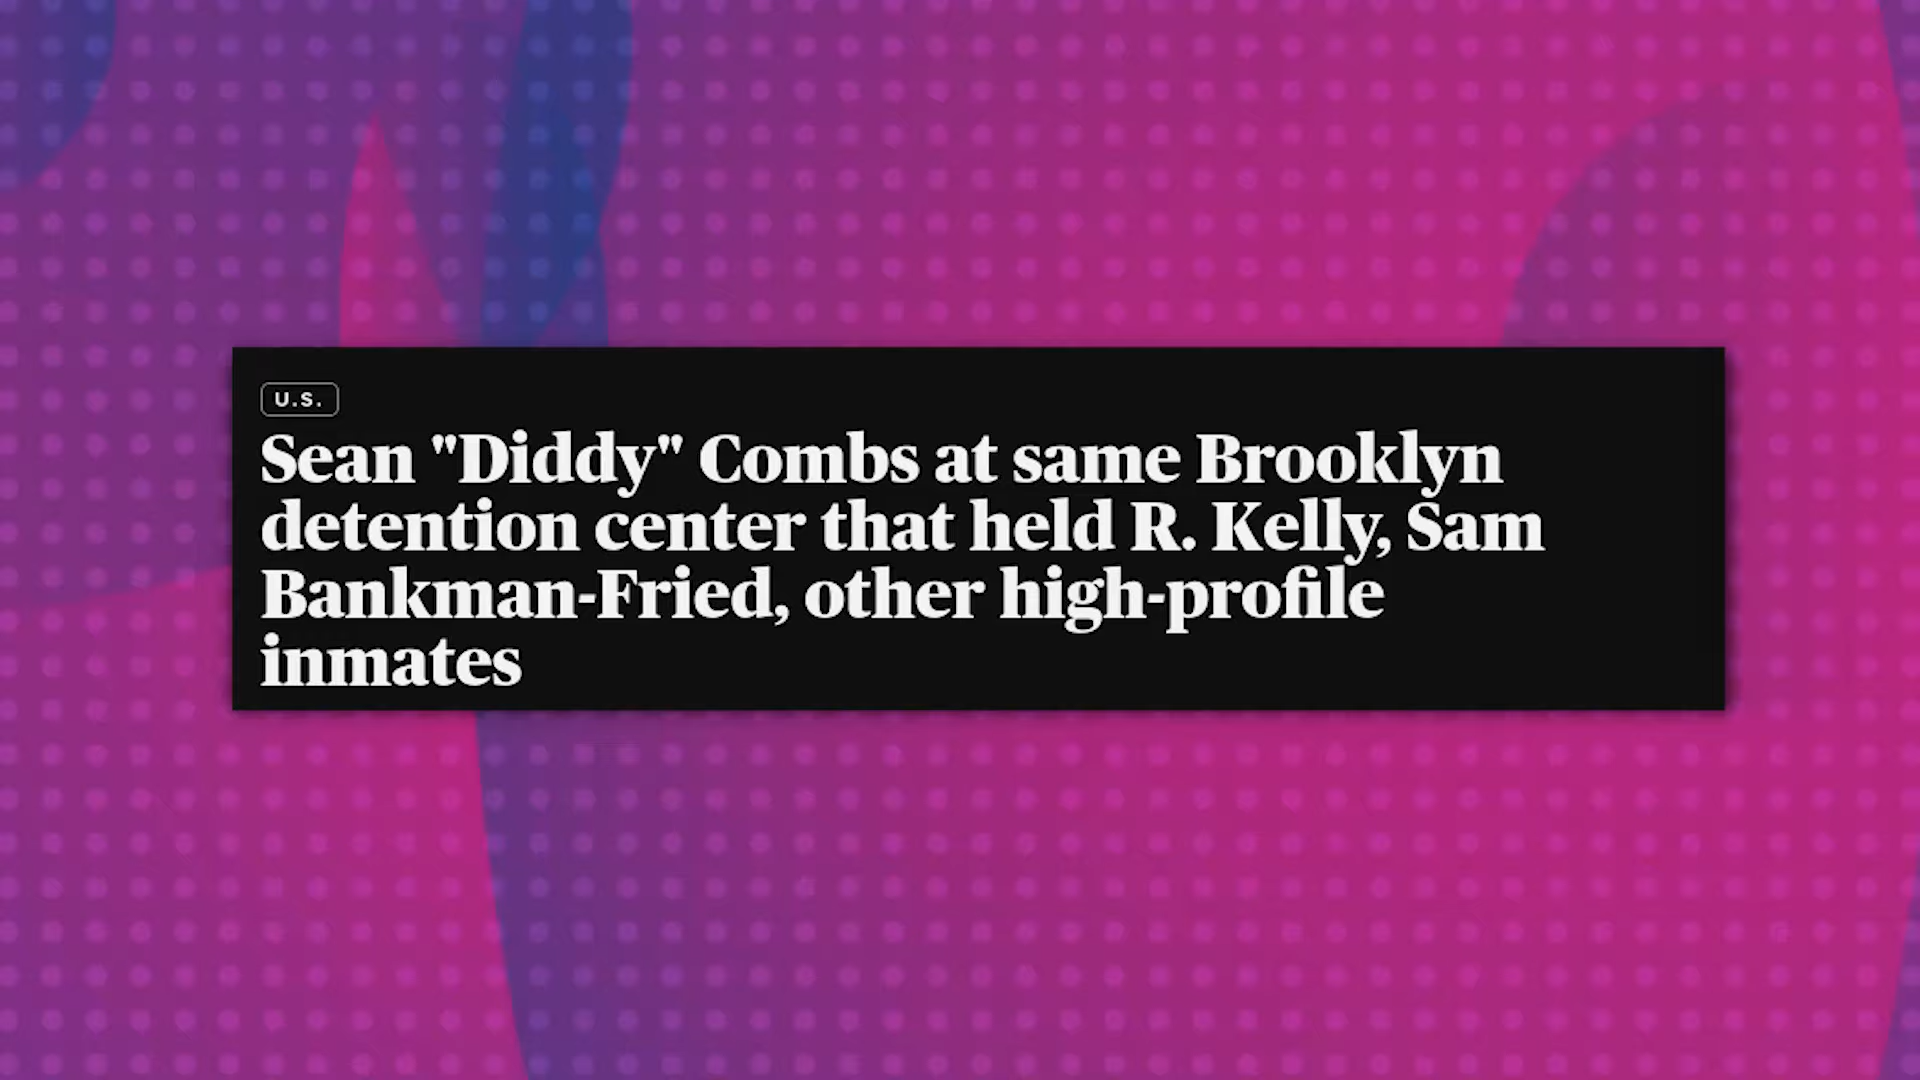 U.S.
Sean "Diddy" Combs at same Brooklyn
detention center that held R. Kelly, Sam
Bankman-Fried, other high-profile
inmates